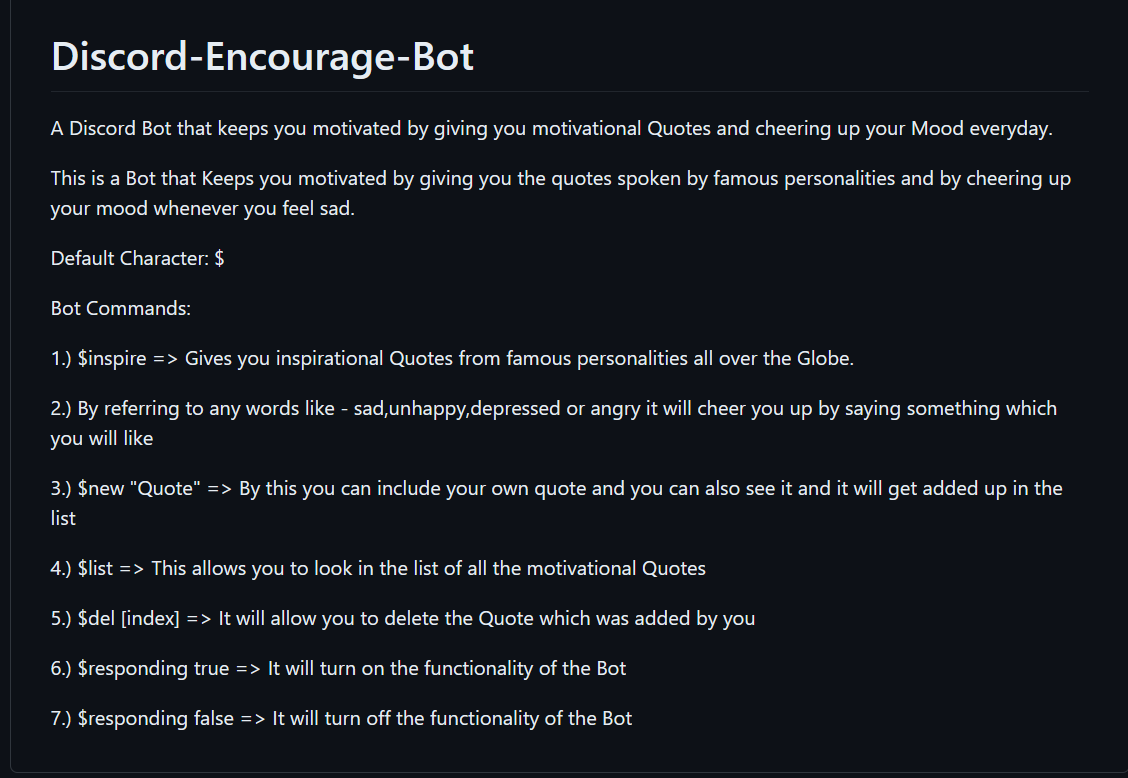 Discord-Encourage-Bot
A Discord Bot that keeps you motivated by giving you motivational Quotes and cheering up your Mood everyday.
This is a Bot that Keeps you motivated by giving you the quotes spoken by famous personalities and by cheering up
your mood whenever you feel sad.
Default Character: $
Bot Commands:
1.) $inspire => Gives you inspirational Quotes from famous personalities all over the Globe.
2.) By referring to any words like - sad,unhappy,depressed or angry it will cheer you up by saying something which
you will like
3.) $new "Quote" => By this you can include your own quote and you can also see it and it will get added up in the
list
4.) $list => This allows you to look in the list of all the motivational Quotes
5.) $del [index] => It will allow you to delete the Quote which was added by you
6.) $responding true => It will turn on the functionality of the Bot
7.) $responding false => It will turn off the functionality of the Bot